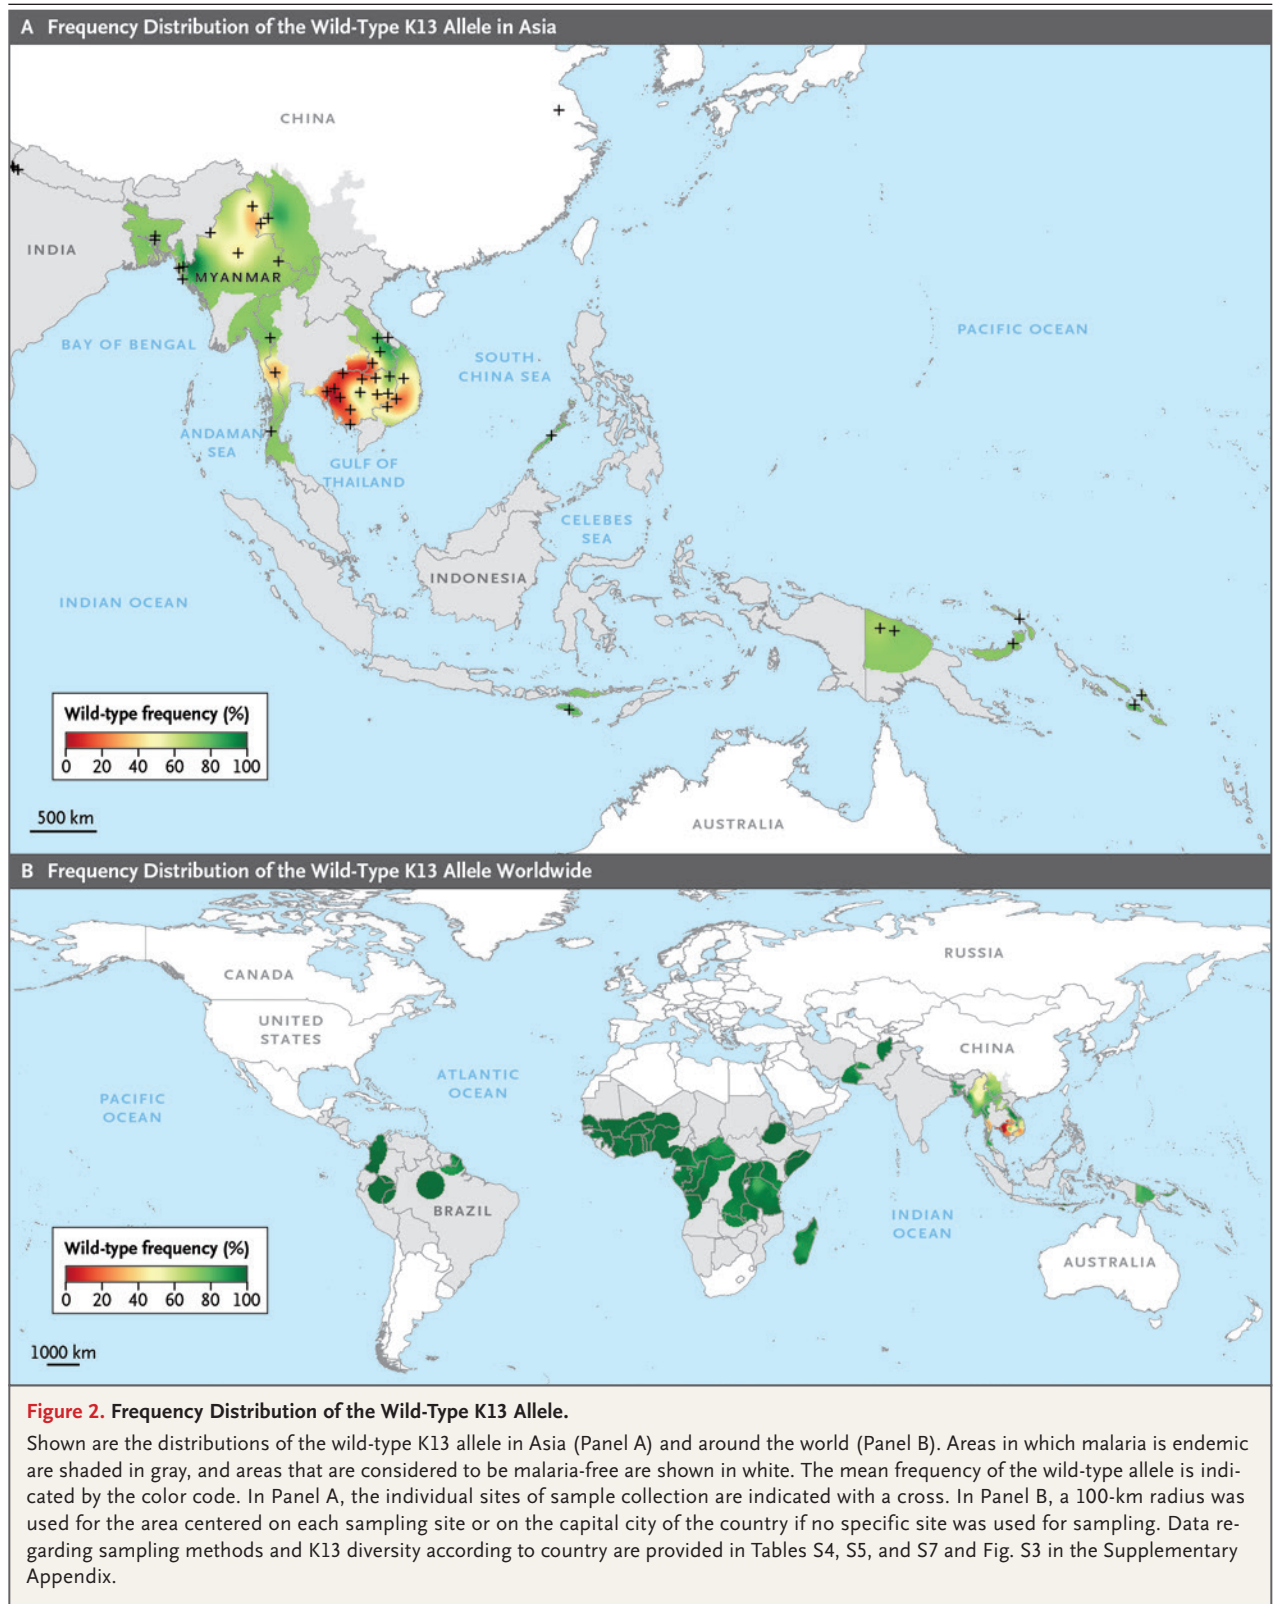 A Frequency Distribution of the Wild-Type K13 Allele in Asia
CHINA
INDIA
MYANMAR
BAY OF BENGAL
PACIFIC OCEAN
SOUTH
CHINA SEA
ANDAMAN
SEA
GULF OF
THAILAND
CELEBES
SEA
INDONESIA
INDIAN OCEAN
Wild-type frequency (%)
0 20 40 60 80 100
500 km
AUSTRALIA
B Frequency Distribution of the Wild-Type K13 Allele Worldwide
RUSSIA
CANADA
UNITED
STATES
CHINA
ATLANTIC
OCEAN
PACIFIC
OCEAN
BRAZIL
INDIAN
OCEAN
AUSTRALIA
Wild-type frequency (%)
0 20 40 60 80 100
1000 km
Figure 2. Frequency Distribution of the Wild-Type K13 Allele.
Shown are the distributions of the wild-type K13 allele in Asia (Panel A) and around the world (Panel B). Areas in which malaria is endemic
are shaded in gray, and areas that are considered to be malaria-free are shown in white. The mean frequency of the wild-type allele is indi-
cated by the color code. In Panel A, the individual sites of sample collection are indicated with a cross. In Panel B, a 100-km radius was
used for the area centered on each sampling site or on the capital city of the country if no specific site was used for sampling. Data re-
garding sampling methods and K13 diversity according to country are provided in Tables S4, S5, and S7 and Fig. S3 in the Supplementary
Appendix.